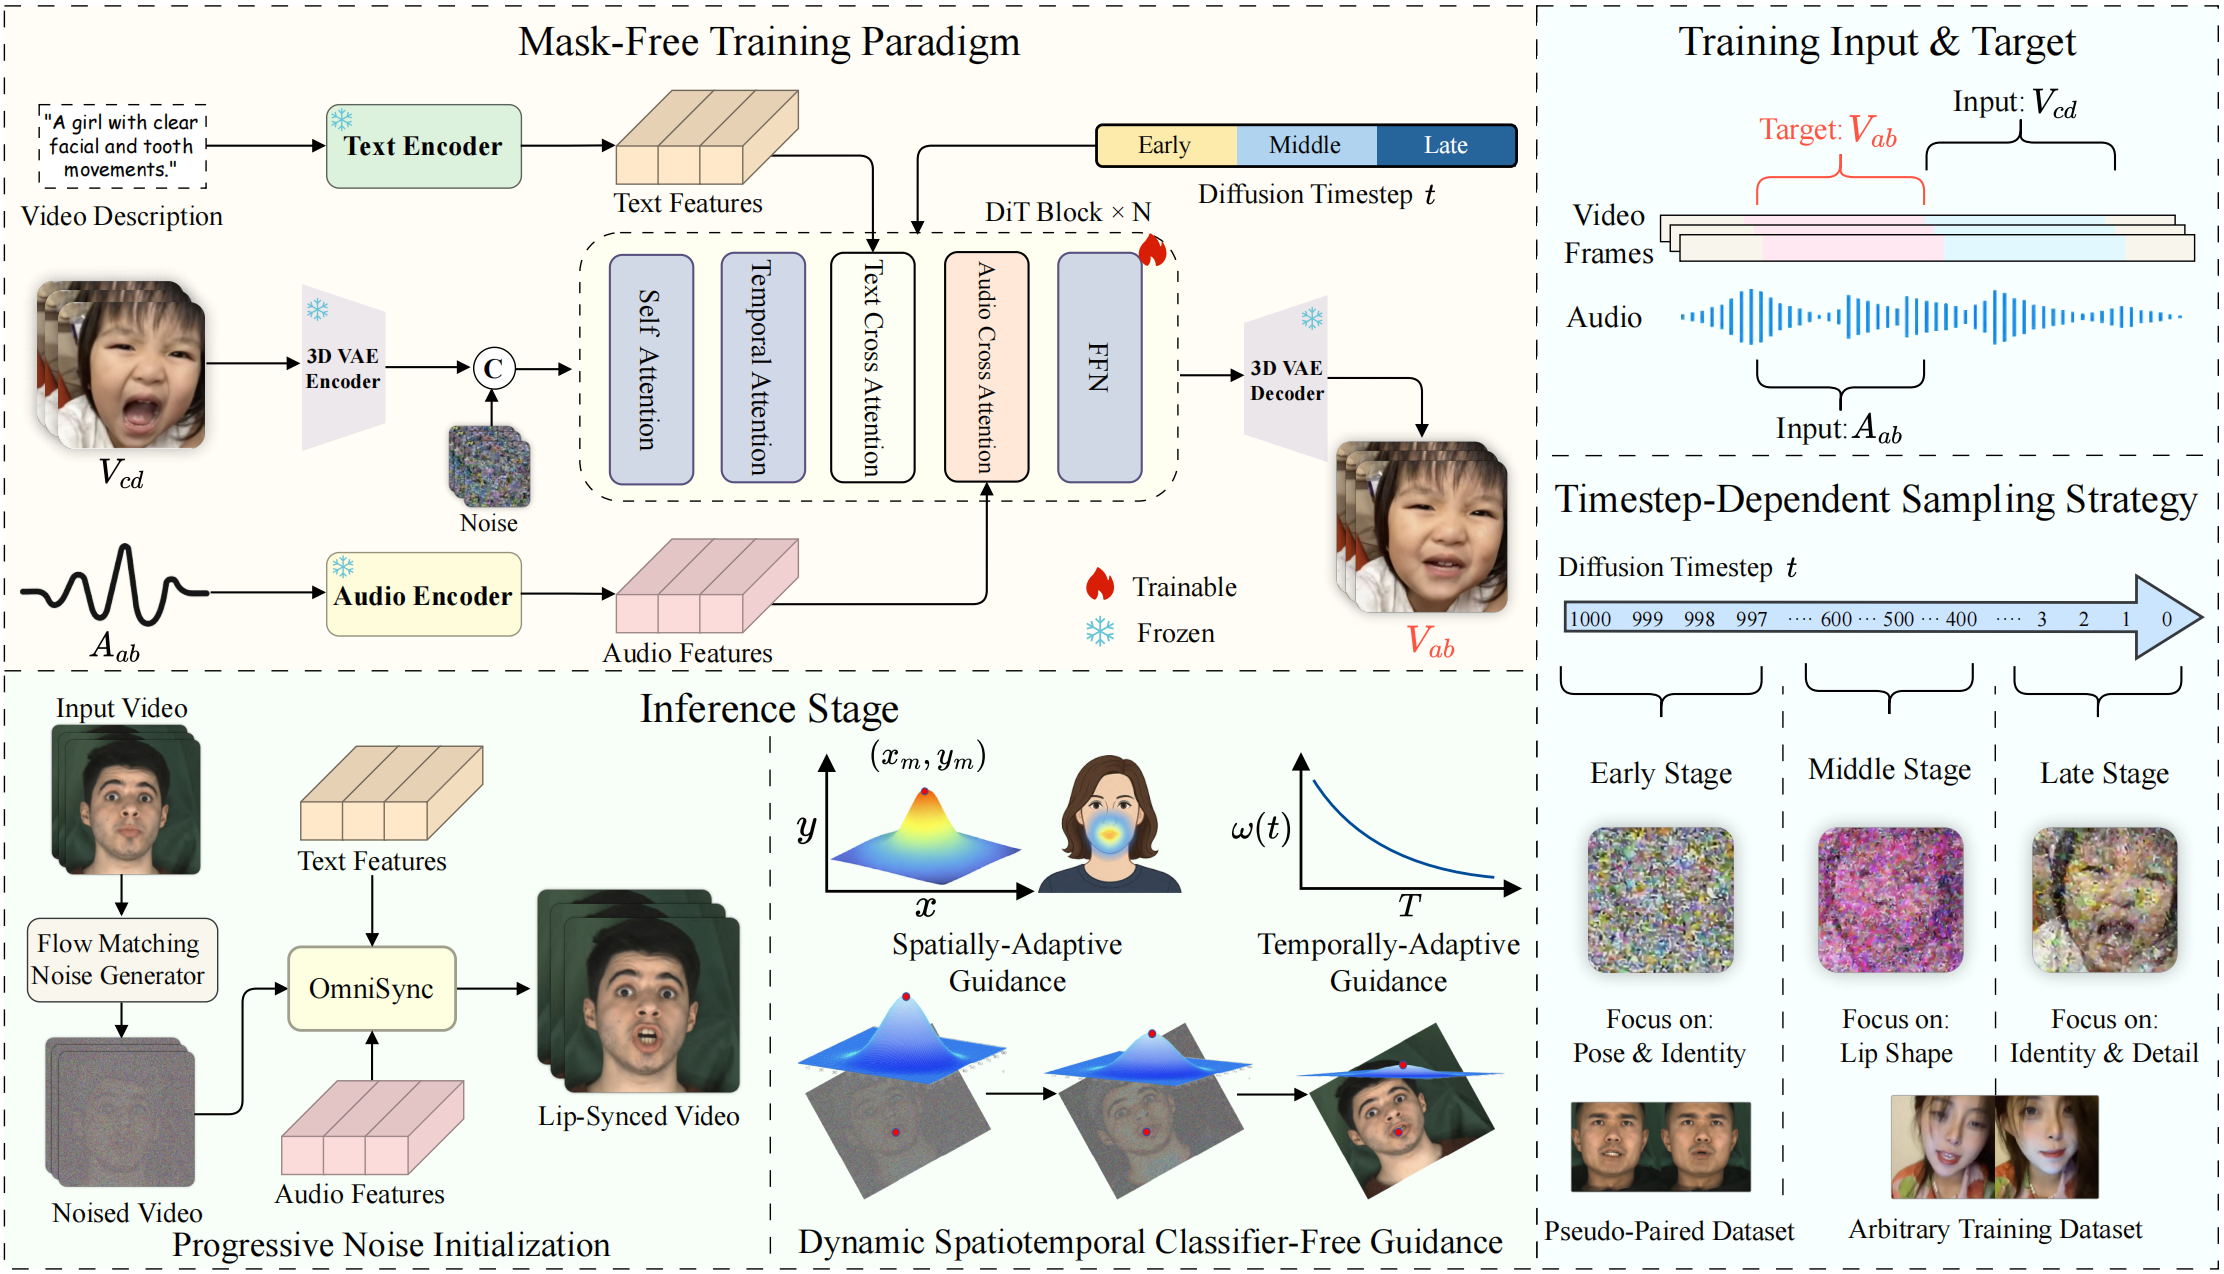 Mask-Free Training Paradigm
"A girl with clear
facial and tooth
movements."
Video Description
Text Encoder
Text Features
Early Middle Late
Diffusion Timestep t
DiT Block × N
V_{cd}
3D VAE
Encoder
C
Noise
Self Attention
Temporal Attention
Text Cross Attention
Audio Cross Attention
FFN
3D VAE
Decoder
V_{ab}
A_{ab}
Audio Encoder
Audio Features
Trainable
Frozen
Training Input & Target
Input: V_{cd}
Target: V_{ab}
Video
Frames
Audio
Input: A_{ab}
Timestep-Dependent Sampling Strategy
Diffusion Timestep t
1000 999 998 997 ···· 600 ··· 500 ··· 400 ···· 3 2 1 0
Early Stage
Middle Stage
Late Stage
Focus on:
Pose & Identity
Focus on:
Lip Shape
Focus on:
Identity & Detail
Pseudo-Paired Dataset
Arbitrary Training Dataset
Inference Stage
Input Video
Flow Matching
Noise Generator
Noised Video
Text Features
OmniSync
Audio Features
Lip-Synced Video
Progressive Noise Initialization
(x_m, y_m)
y
x
Spatially-Adaptive
Guidance
ω(t)
T
Temporally-Adaptive
Guidance
Dynamic Spatiotemporal Classifier-Free Guidance